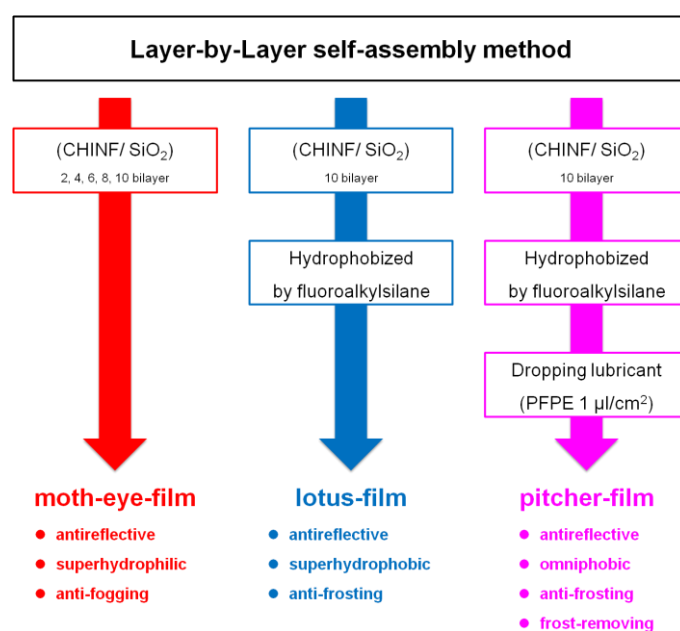 Layer-by-Layer self-assembly method
(CHINF/ SiO₂)
2, 4, 6, 8, 10 bilayer
moth-eye-film
● antireflective
● superhydrophilic
● anti-fogging
(CHINF/ SiO₂)
10 bilayer
Hydrophobized
by fluoroalkylsilane
lotus-film
● antireflective
● superhydrophobic
● anti-frosting
(CHINF/ SiO₂)
10 bilayer
Hydrophobized
by fluoroalkylsilane
Dropping lubricant
(PFPE 1 µl/cm²)
pitcher-film
● antireflective
● omniphobic
● anti-frosting
● frost-removing